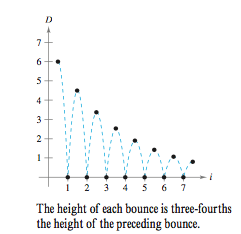 D
7
6
5
4
3
2
1
1 2 3 4 5 6 7 i
The height of each bounce is three-fourths
the height of the preceding bounce.